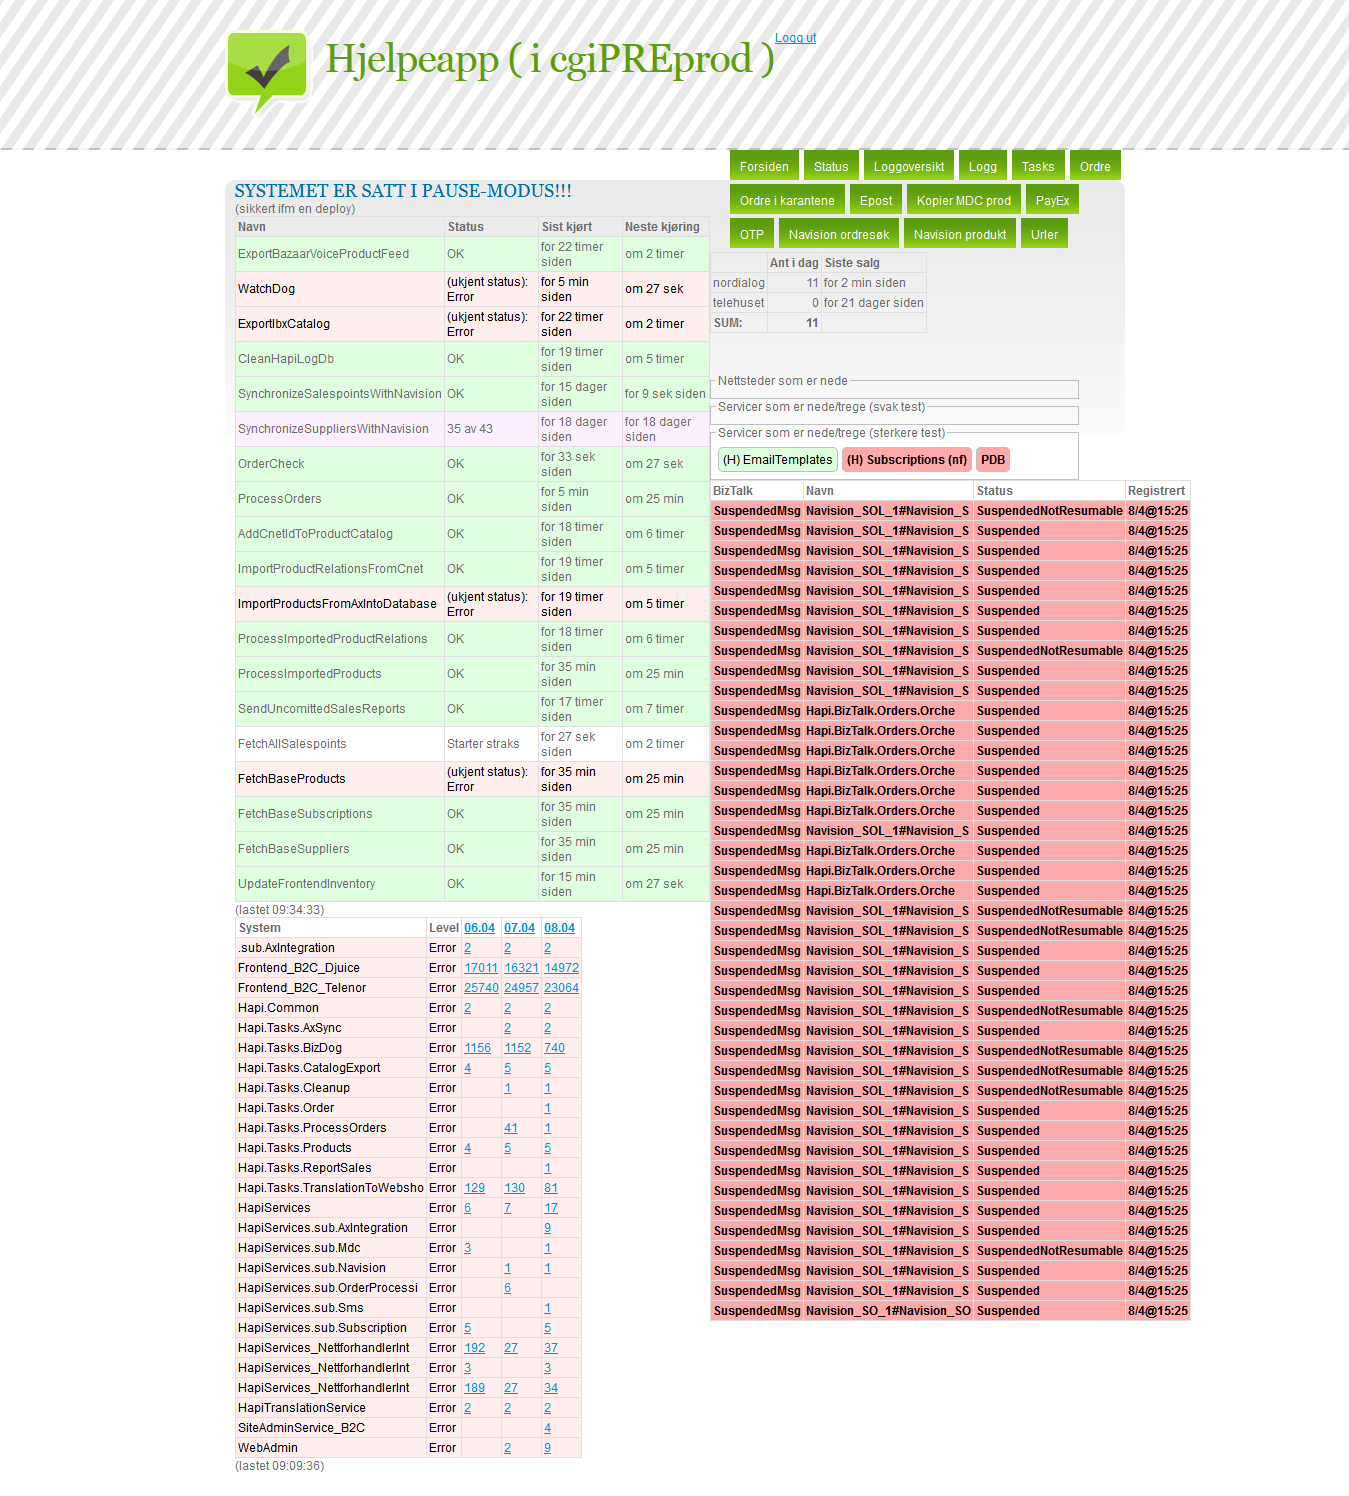 Hjelpeapp ( i cgiPREprod )
Logg ut
Forsiden Status Loggoversikt Logg Tasks Ordre
Ordre i karantene Epost Kopier MDC prod PayEx
OTP Navision ordresøk Navision produkt Urler
SYSTEMET ER SATT I PAUSE-MODUS!!!
(sikkert ifm en deploy)
Navn Status Sist kjørt Neste kjøring
ExportBazaarVoiceProductFeed OK for 22 timer siden om 2 timer
WatchDog (ukjent status): Error for 5 min siden om 27 sek
ExportIbxCatalog (ukjent status): Error for 22 timer siden om 2 timer
CleanHapiLogDb OK for 19 timer siden om 5 timer
SynchronizeSalespointsWithNavision OK for 15 dager siden for 9 sek siden
SynchronizeSuppliersWithNavision 35 av 43 for 18 dager siden for 18 dager siden
OrderCheck OK for 33 sek siden om 27 sek
ProcessOrders OK for 5 min siden om 25 min
AddCnetIdToProductCatalog OK for 18 timer siden om 6 timer
ImportProductRelationsFromCnet OK for 19 timer siden om 5 timer
ImportProductsFromAxIntoDatabase (ukjent status): Error for 19 timer siden om 5 timer
ProcessImportedProductRelations OK for 18 timer siden om 6 timer
ProcessImportedProducts OK for 35 min siden om 25 min
SendUncomittedSalesReports OK for 17 timer siden om 7 timer
FetchAllSalespoints Starter straks for 27 sek siden om 2 timer
FetchBaseProducts (ukjent status): Error for 35 min siden om 25 min
FetchBaseSubscriptions OK for 35 min siden om 25 min
FetchBaseSuppliers OK for 35 min siden om 25 min
UpdateFrontendInventory OK for 15 min siden om 27 sek
(lastet 09:34:33)
System Level 06.04 07.04 08.04
.sub.AxIntegration Error 2 2 2
Frontend_B2C_Djuice Error 17011 16321 14972
Frontend_B2C_Telenor Error 25740 24957 23064
Hapi.Common Error 2 2 2
Hapi.Tasks.AxSync Error 2 2
Hapi.Tasks.BizDog Error 1156 1152 740
Hapi.Tasks.CatalogExport Error 4 5 5
Hapi.Tasks.Cleanup Error 1 1
Hapi.Tasks.Order Error 1
Hapi.Tasks.ProcessOrders Error 41 1
Hapi.Tasks.Products Error 4 5 5
Hapi.Tasks.ReportSales Error 1
Hapi.Tasks.TranslationToWebsho Error 129 130 81
HapiServices Error 6 7 17
HapiServices.sub.AxIntegration Error 9
HapiServices.sub.Mdc Error 3 1
HapiServices.sub.Navision Error 1 1
HapiServices.sub.OrderProcessi Error 6
HapiServices.sub.Sms Error 1
HapiServices.sub.Subscription Error 5 5
HapiServices_NettforhandlerInt Error 192 27 37
HapiServices_NettforhandlerInt Error 3 3
HapiServices_NettforhandlerInt Error 189 27 34
HapiTranslationService Error 2 2 2
SiteAdminService_B2C Error 4
WebAdmin Error 2 9
(lastet 09:09:36)
Ant i dag Siste salg
nordialog 11 for 2 min siden
telehuset 0 for 21 dager siden
SUM: 11
Nettsteder som er nede
Servicer som er nede/trege (svak test)
Servicer som er nede/trege (sterkere test)
(H) EmailTemplates (H) Subscriptions (nf) PDB
BizTalk Navn Status Registrert
SuspendedMsg Navision_SOL_1#Navision_S SuspendedNotResumable 8/4@15:25
SuspendedMsg Navision_SOL_1#Navision_S Suspended 8/4@15:25
SuspendedMsg Navision_SOL_1#Navision_S Suspended 8/4@15:25
SuspendedMsg Navision_SOL_1#Navision_S Suspended 8/4@15:25
SuspendedMsg Navision_SOL_1#Navision_S Suspended 8/4@15:25
SuspendedMsg Navision_SOL_1#Navision_S Suspended 8/4@15:25
SuspendedMsg Navision_SOL_1#Navision_S Suspended 8/4@15:25
SuspendedMsg Navision_SOL_1#Navision_S SuspendedNotResumable 8/4@15:25
SuspendedMsg Navision_SOL_1#Navision_S Suspended 8/4@15:25
SuspendedMsg Navision_SOL_1#Navision_S Suspended 8/4@15:25
SuspendedMsg Hapi.BizTalk.Orders.Orche Suspended 8/4@15:25
SuspendedMsg Hapi.BizTalk.Orders.Orche Suspended 8/4@15:25
SuspendedMsg Hapi.BizTalk.Orders.Orche Suspended 8/4@15:25
SuspendedMsg Hapi.BizTalk.Orders.Orche Suspended 8/4@15:25
SuspendedMsg Hapi.BizTalk.Orders.Orche Suspended 8/4@15:25
SuspendedMsg Hapi.BizTalk.Orders.Orche Suspended 8/4@15:25
SuspendedMsg Navision_SOL_1#Navision_S Suspended 8/4@15:25
SuspendedMsg Hapi.BizTalk.Orders.Orche Suspended 8/4@15:25
SuspendedMsg Hapi.BizTalk.Orders.Orche Suspended 8/4@15:25
SuspendedMsg Hapi.BizTalk.Orders.Orche Suspended 8/4@15:25
SuspendedMsg Navision_SOL_1#Navision_S SuspendedNotResumable 8/4@15:25
SuspendedMsg Navision_SOL_1#Navision_S SuspendedNotResumable 8/4@15:25
SuspendedMsg Navision_SOL_1#Navision_S Suspended 8/4@15:25
SuspendedMsg Navision_SOL_1#Navision_S Suspended 8/4@15:25
SuspendedMsg Navision_SOL_1#Navision_S Suspended 8/4@15:25
SuspendedMsg Navision_SOL_1#Navision_S SuspendedNotResumable 8/4@15:25
SuspendedMsg Navision_SOL_1#Navision_S Suspended 8/4@15:25
SuspendedMsg Navision_SOL_1#Navision_S SuspendedNotResumable 8/4@15:25
SuspendedMsg Navision_SOL_1#Navision_S SuspendedNotResumable 8/4@15:25
SuspendedMsg Navision_SOL_1#Navision_S SuspendedNotResumable 8/4@15:25
SuspendedMsg Navision_SOL_1#Navision_S Suspended 8/4@15:25
SuspendedMsg Navision_SOL_1#Navision_S Suspended 8/4@15:25
SuspendedMsg Navision_SOL_1#Navision_S Suspended 8/4@15:25
SuspendedMsg Navision_SOL_1#Navision_S Suspended 8/4@15:25
SuspendedMsg Navision_SOL_1#Navision_S Suspended 8/4@15:25
SuspendedMsg Navision_SOL_1#Navision_S Suspended 8/4@15:25
SuspendedMsg Navision_SOL_1#Navision_S Suspended 8/4@15:25
SuspendedMsg Navision_SOL_1#Navision_S SuspendedNotResumable 8/4@15:25
SuspendedMsg Navision_SOL_1#Navision_S Suspended 8/4@15:25
SuspendedMsg Navision_SOL_1#Navision_S Suspended 8/4@15:25
SuspendedMsg Navision_SO_1#Navision_SO Suspended 8/4@15:25